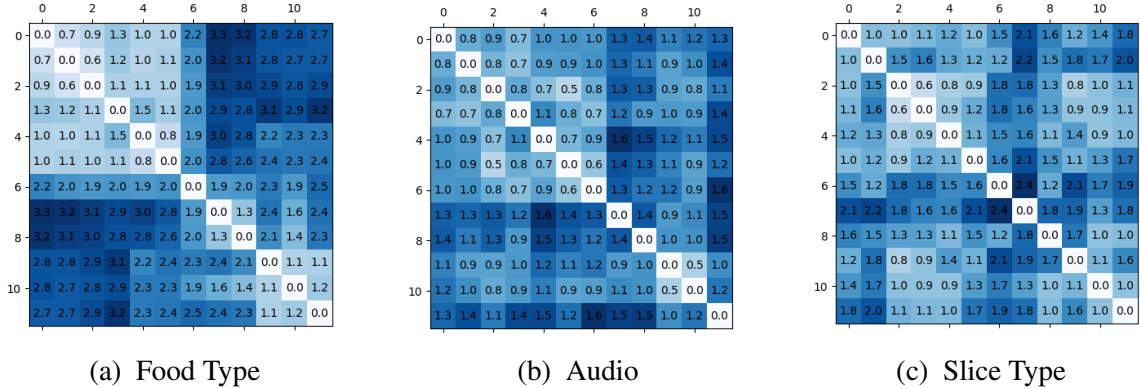 0 2 4 6 8 10
0 0.0 0.7 0.9 1.3 1.0 1.0 2.2 3.3 3.2 2.8 2.8 2.7
0.7 0.0 0.6 1.2 1.0 1.1 2.0 3.2 3.1 2.8 2.7 2.7
2 0.9 0.6 0.0 1.1 1.1 1.0 1.9 3.1 3.0 2.9 2.8 2.9
1.3 1.2 1.1 0.0 1.5 1.1 2.0 2.9 2.8 3.1 2.9 3.2
4 1.0 1.0 1.1 1.5 0.0 0.8 1.9 3.0 2.8 2.2 2.3 2.3
1.0 1.1 1.0 1.1 0.8 0.0 2.0 2.8 2.6 2.4 2.3 2.4
6 2.2 2.0 1.9 2.0 1.9 2.0 0.0 1.9 2.0 2.3 1.9 2.5
3.3 3.2 3.1 2.9 3.0 2.8 1.9 0.0 1.3 2.4 1.6 2.4
8 3.2 3.1 3.0 2.8 2.8 2.6 2.0 1.3 0.0 2.1 1.4 2.3
2.8 2.8 2.9 3.1 2.2 2.4 2.3 2.4 2.1 0.0 1.1 1.1
10 2.8 2.7 2.8 2.9 2.3 2.3 1.9 1.6 1.4 1.1 0.0 1.2
2.7 2.7 2.9 3.2 2.3 2.4 2.5 2.4 2.3 1.1 1.2 0.0
(a) Food Type
0 2 4 6 8 10
0 0.0 0.8 0.9 0.7 1.0 1.0 1.0 1.3 1.4 1.1 1.2 1.3
0.8 0.0 0.8 0.7 0.9 0.9 1.0 1.3 1.1 0.9 1.0 1.4
2 0.9 0.8 0.0 0.8 0.7 0.5 0.8 1.3 1.3 0.9 0.8 1.1
0.7 0.7 0.8 0.0 1.1 0.8 0.7 1.2 0.9 1.0 0.9 1.4
4 1.0 0.9 0.7 1.1 0.0 0.7 0.9 1.6 1.5 1.2 1.1 1.5
1.0 0.9 0.5 0.8 0.7 0.0 0.6 1.4 1.3 1.1 0.9 1.2
6 1.0 1.0 0.8 0.7 0.9 0.6 0.0 1.3 1.2 1.2 0.9 1.6
1.3 1.3 1.3 1.2 1.6 1.4 1.3 0.0 1.4 0.9 1.1 1.5
8 1.4 1.1 1.3 0.9 1.5 1.3 1.2 1.4 0.0 1.0 1.0 1.5
1.1 0.9 0.9 1.0 1.2 1.1 1.2 0.9 1.0 0.0 0.5 1.0
10 1.2 1.0 0.8 0.9 1.1 0.9 0.9 1.1 1.0 0.5 0.0 1.2
1.3 1.4 1.1 1.4 1.5 1.2 1.6 1.5 1.5 1.0 1.2 0.0
(b) Audio
0 2 4 6 8 10
0 0.0 1.0 1.0 1.1 1.2 1.0 1.5 2.1 1.6 1.2 1.4 1.8
1.0 0.0 1.5 1.6 1.3 1.2 1.2 2.2 1.5 1.8 1.7 2.0
2 1.0 1.5 0.0 0.6 0.8 0.9 1.8 1.8 1.3 0.8 1.0 1.1
1.1 1.6 0.6 0.0 0.9 1.2 1.8 1.6 1.3 0.9 0.9 1.1
4 1.2 1.3 0.8 0.9 0.0 1.1 1.5 1.6 1.1 1.4 0.9 1.0
1.0 1.2 0.9 1.2 1.1 0.0 1.6 2.1 1.5 1.1 1.3 1.7
6 1.5 1.2 1.8 1.8 1.5 1.6 0.0 2.4 1.2 2.1 1.7 1.9
2.1 2.2 1.8 1.6 1.6 2.1 2.4 0.0 1.8 1.9 1.3 1.8
8 1.6 1.5 1.3 1.3 1.1 1.5 1.2 1.8 0.0 1.7 1.0 1.0
1.2 1.8 0.8 0.9 1.4 1.1 2.1 1.9 1.7 0.0 1.1 1.6
10 1.4 1.7 1.0 0.9 0.9 1.3 1.7 1.3 1.0 1.1 0.0 1.0
1.8 2.0 1.1 1.1 1.0 1.7 1.9 1.8 1.0 1.6 1.0 0.0
(c) Slice Type